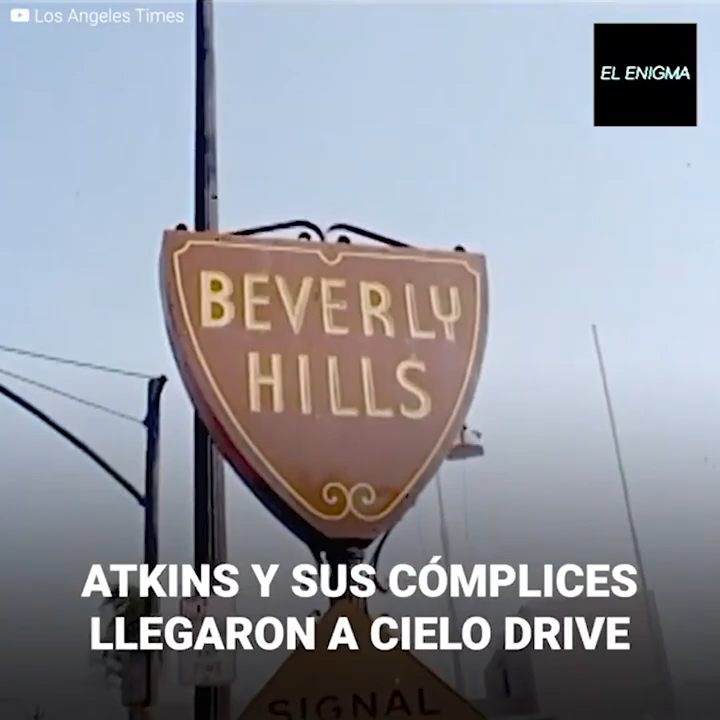 Los Angeles Times
EL ENIGMA
BEVERLY
HILLS
ATKINS Y SUS CÓMPLICES
LLEGARON A CIELO DRIVE
SIGNAL